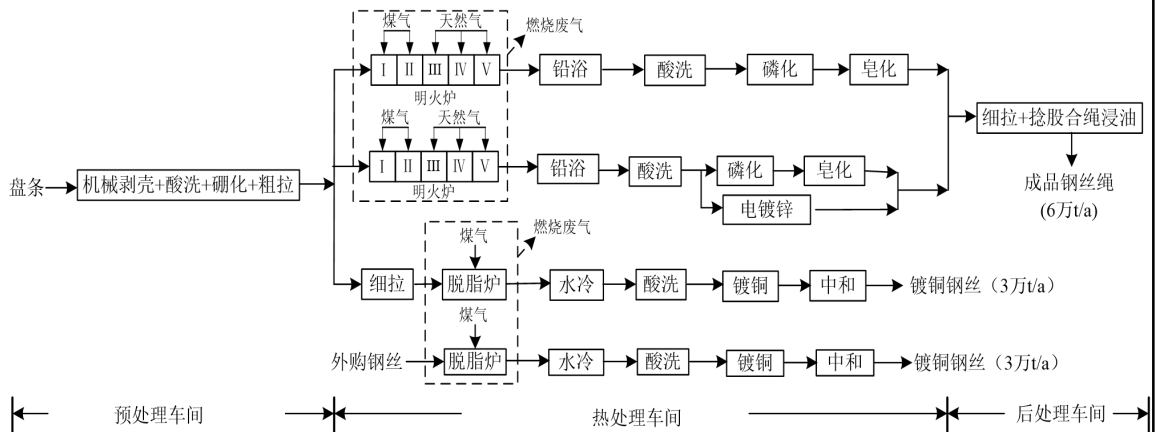 煤气 天然气 燃烧废气
Ⅰ Ⅱ Ⅲ Ⅳ Ⅴ 铅浴 酸洗 磷化 皂化
明火炉
煤气 天然气
细拉+捻股合绳浸油
Ⅰ Ⅱ Ⅲ Ⅳ Ⅴ 铅浴 酸洗 磷化 皂化
明火炉
盘条 机械剥壳+酸洗+硼化+粗拉
电镀锌
成品钢丝绳
(6万t/a)
煤气 燃烧废气
细拉 脱脂炉 水冷 酸洗 镀铜 中和 镀铜钢丝（3万t/a）
煤气
外购钢丝 脱脂炉 水冷 酸洗 镀铜 中和 镀铜钢丝（3万t/a）
预处理车间 热处理车间 后处理车间